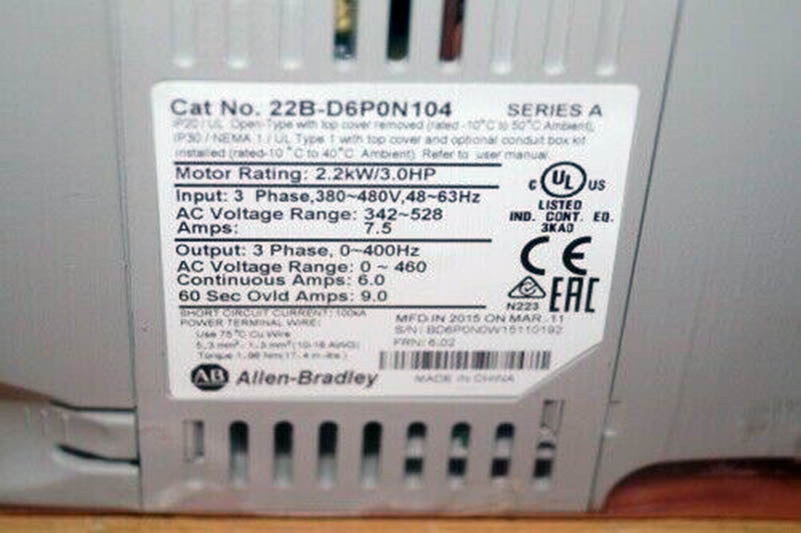 Cat No. 22B-D6P0N104 SERIES A
IP20 / UL Open-Type with top cover removed (rated -10°C to 50°C Ambient),
IP30 / NEMA 1 / UL Type 1 with top cover and optional conduit box kit
installed (rated-10°C to 40°C Ambient). Refer to user manual
Motor Rating: 2.2kW/3.0HP
Input: 3 Phase,380~480V,48~63Hz
AC Voltage Range: 342~528
Amps: 7.5
Output: 3 Phase, 0~400Hz
AC Voltage Range: 0 ~ 460
Continuous Amps: 6.0
60 Sec Ovld Amps: 9.0
C UL US
LISTED
IND. CONT. EQ.
3KAD
CE
N223 EAC
SHORT CIRCUIT CURRENT: 100kA
POWER TERMINAL WIRE:
Use 75°C Cu Wire
MFD IN 2015 ON MAR. 11
S/N: BD6P0N0W15110192
FRN: 6.02
MADE IN CHINA
AB Allen-Bradley